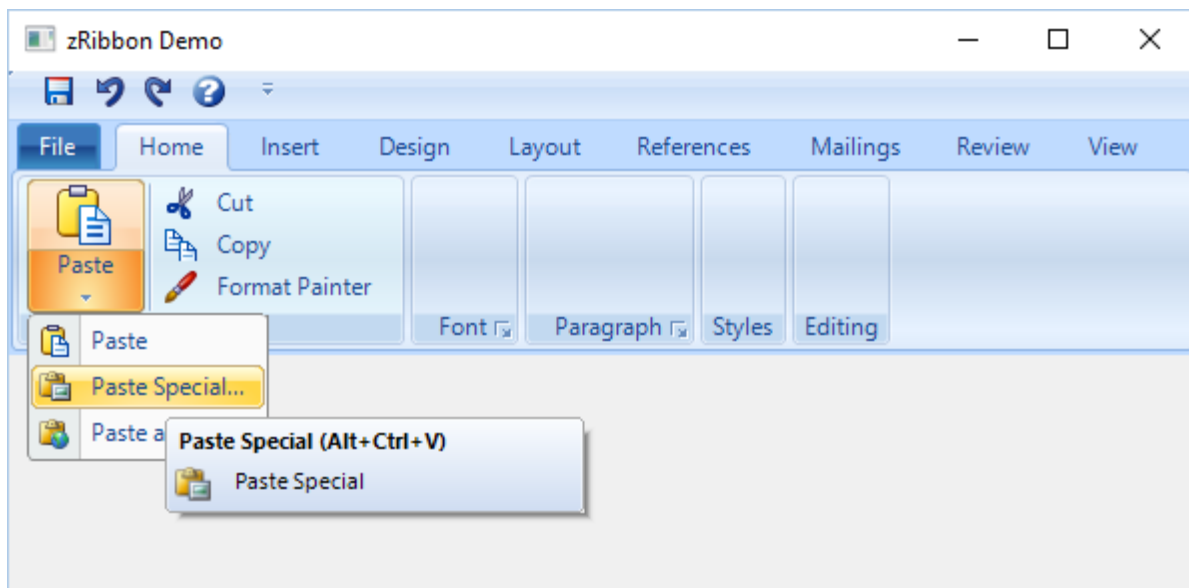 zRibbon Demo
File Home Insert Design Layout References Mailings Review View
Paste
Cut
Copy
Format Painter
Font Paragraph Styles Editing
Paste
Paste Special...
Paste a
Paste Special (Alt+Ctrl+V)
Paste Special